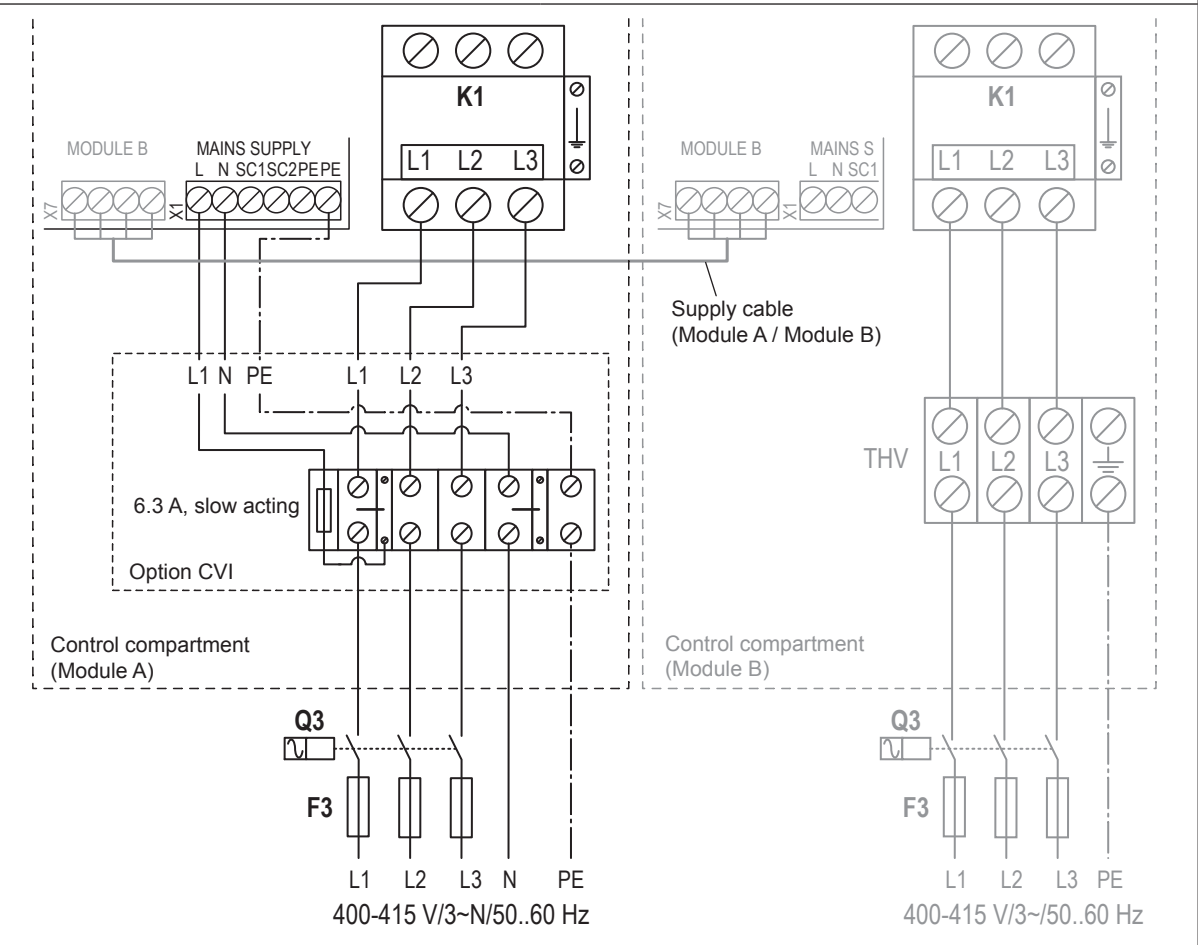 K1
K1
MODULE B
MAINS SUPPLY
L N SC1SC2PEPE
L1 L2 L3
MODULE B
MAINS S
L N SC1
L1 L2 L3
X7
X1
X7
X1
Supply cable
(Module A / Module B)
L1 N PE L1 L2 L3
THV
L1 L2 L3
6.3 A, slow acting
Option CVI
Control compartment
(Module A)
Control compartment
(Module B)
Q3
Q3
F3
F3
L1 L2 L3 N PE
400-415 V/3~N/50..60 Hz
L1 L2 L3 PE
400-415 V/3~/50..60 Hz